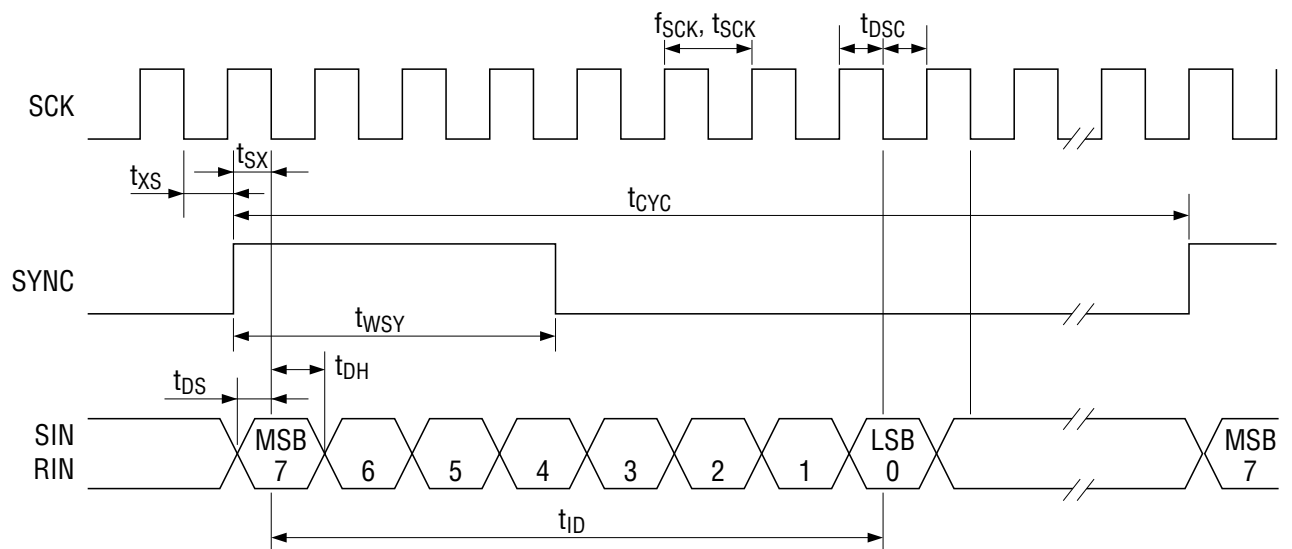 fSCK, tSCK
tDSC
SCK
tSX
tXS
tCYC
SYNC
tWSY
tDH
tDS
SIN
RIN
MSB
7
6
5
4
3
2
1
LSB
0
MSB
7
tID